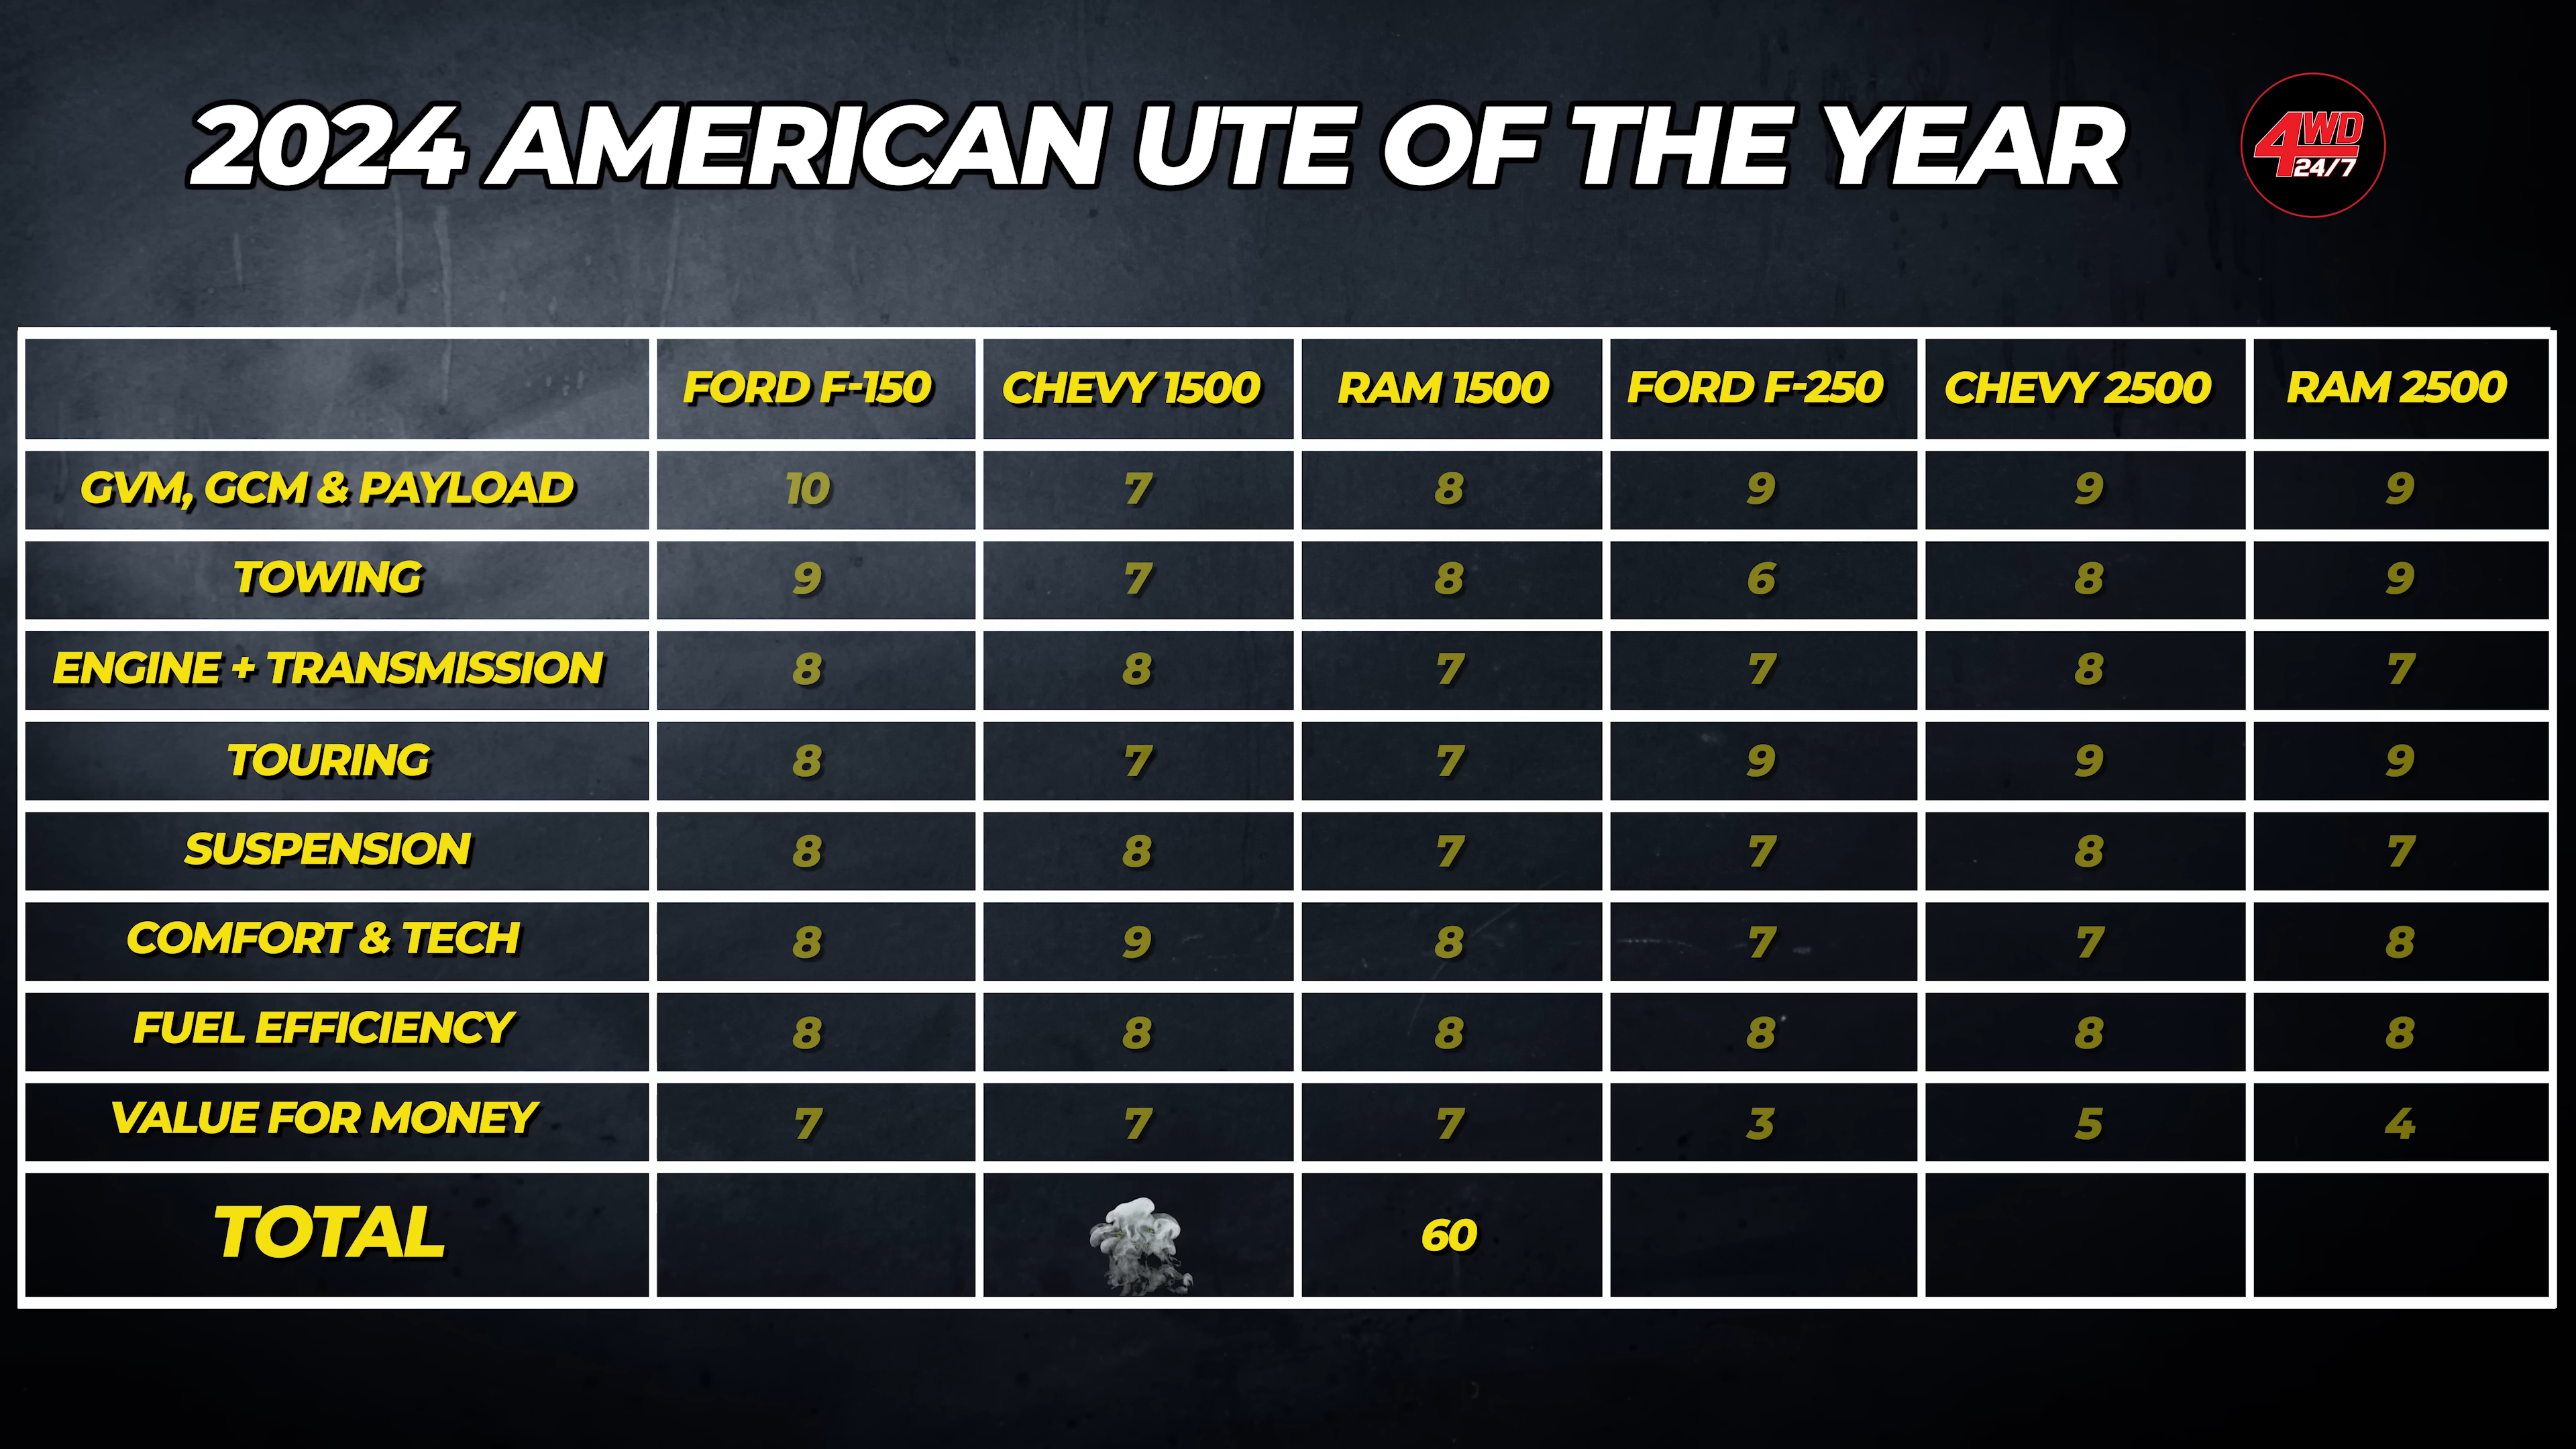 2024 AMERICAN UTE OF THE YEAR
4WD
24/7
FORD F-150 CHEVY 1500 RAM 1500 FORD F-250 CHEVY 2500 RAM 2500
GVM, GCM & PAYLOAD 10 7 8 9 9 9
TOWING 9 7 8 6 8 9
ENGINE + TRANSMISSION 8 8 7 7 8 7
TOURING 8 7 7 9 9 9
SUSPENSION 8 8 7 7 8 7
COMFORT & TECH 8 9 8 7 7 8
FUEL EFFICIENCY 8 8 8 8 8 8
VALUE FOR MONEY 7 7 7 3 5 4
TOTAL 60